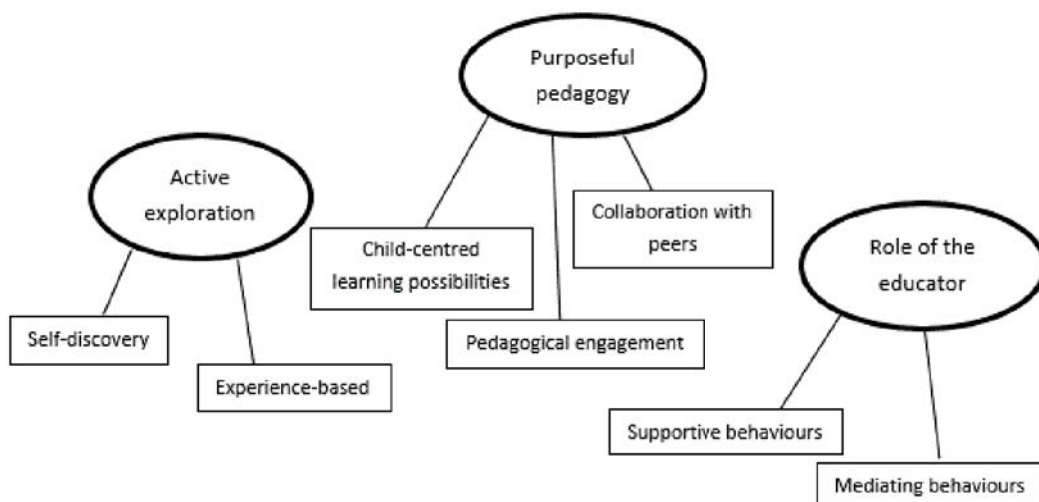 Purposeful
pedagogy
Active
exploration
Collaboration with
peers
Child-centred
learning possibilities
Role of the
educator
Self-discovery
Pedagogical engagement
Experience-based
Supportive behaviours
Mediating behaviours